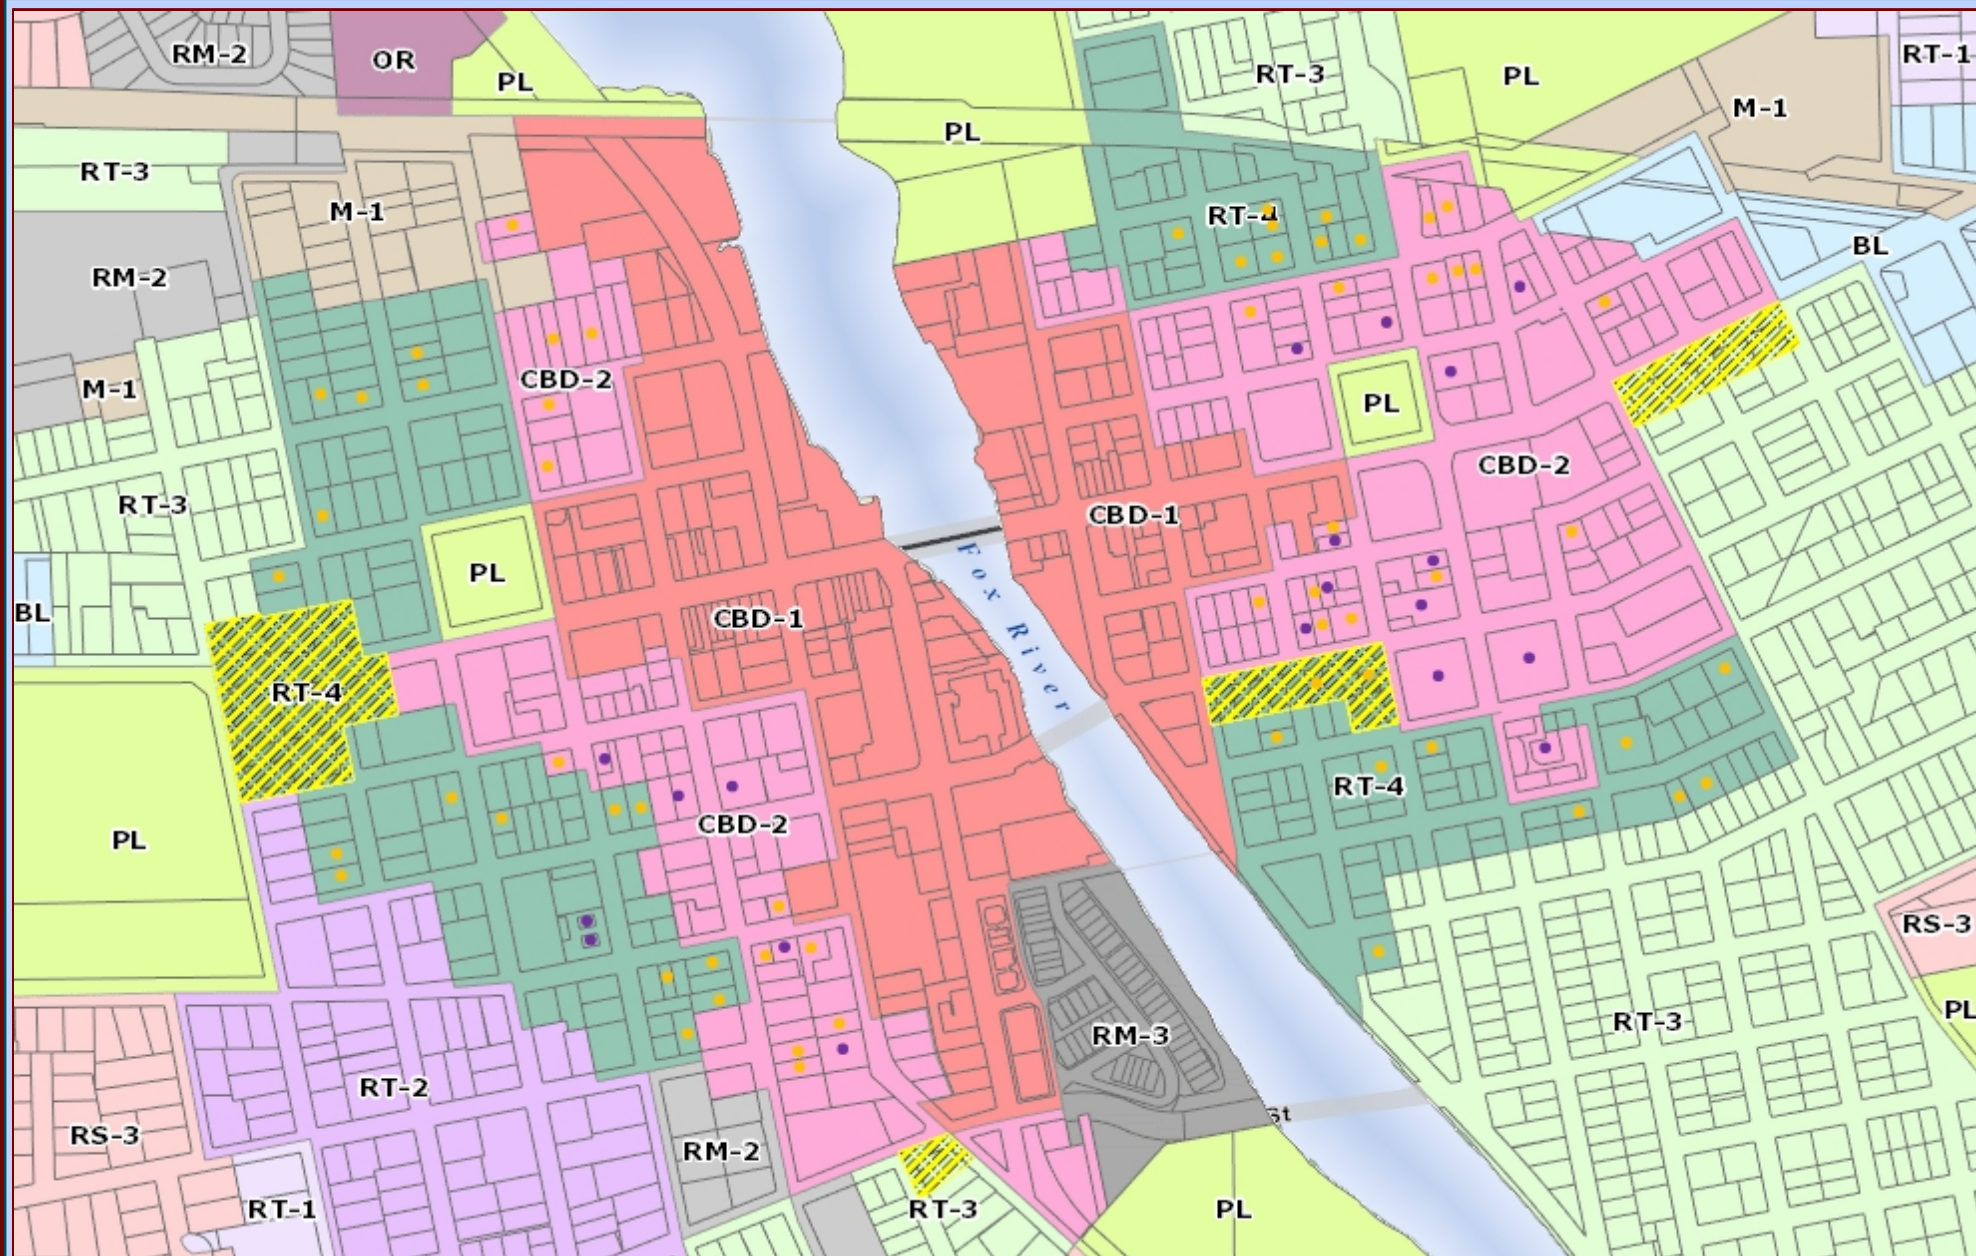 RM-2
OR
PL
RT-3
PL
M-1
RT-1
PL
RT-3
M-1
RT-4
BL
RM-2
M-1
CBD-2
PL
CBD-2
RT-3
CBD-1
PL
Fox River
BL
CBD-1
RT-4
RT-4
PL
CBD-2
RS-3
PL
RM-3
RT-3
RT-2
St
RS-3
RM-2
RT-1
RT-3
PL